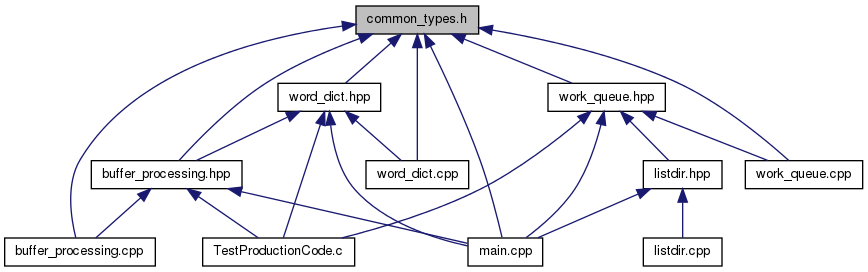 common_types.h
word_dict.hpp
work_queue.hpp
buffer_processing.hpp
word_dict.cpp
listdir.hpp
work_queue.cpp
buffer_processing.cpp
TestProductionCode.c
main.cpp
listdir.cpp